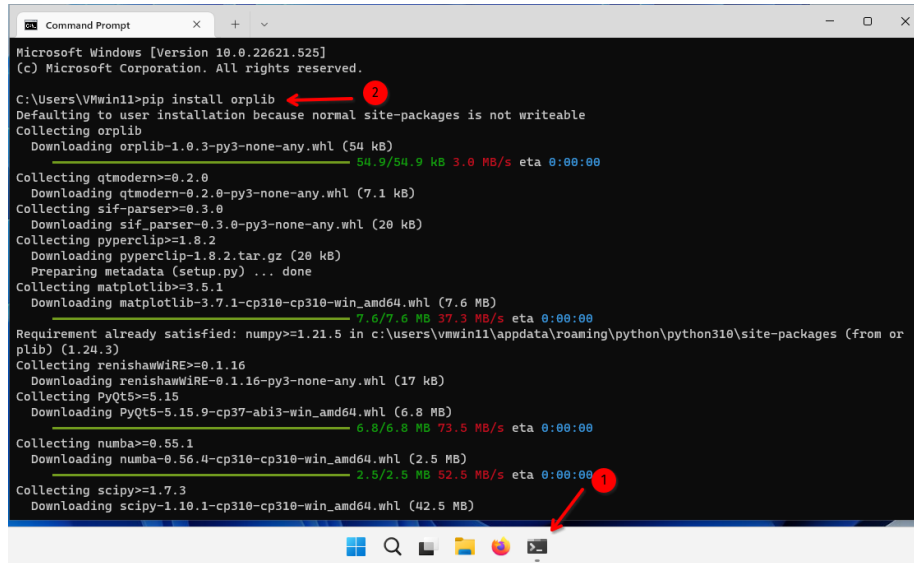 Command Prompt
Microsoft Windows [Version 10.0.22621.525]
(c) Microsoft Corporation. All rights reserved.
C:\Users\VMwin11>pip install orplib
2
Defaulting to user installation because normal site-packages is not writeable
Collecting orplib
Downloading orplib-1.0.3-py3-none-any.whl (54 kB)
54.9/54.9 kB 3.0 MB/s eta 0:00:00
Collecting qtmodern>=0.2.0
Downloading qtmodern-0.2.0-py3-none-any.whl (7.1 kB)
Collecting sif-parser>=0.3.0
Downloading sif_parser-0.3.0-py3-none-any.whl (20 kB)
Collecting pyperclip>=1.8.2
Downloading pyperclip-1.8.2.tar.gz (20 kB)
Preparing metadata (setup.py) ... done
Collecting matplotlib>=3.5.1
Downloading matplotlib-3.7.1-cp310-cp310-win_amd64.whl (7.6 MB)
7.6/7.6 MB 37.3 MB/s eta 0:00:00
Requirement already satisfied: numpy>=1.21.5 in c:\users\vmwin11\appdata\roaming\python\python310\site-packages (from or
plib) (1.24.3)
Collecting renishawWiRE>=0.1.16
Downloading renishawWiRE-0.1.16-py3-none-any.whl (17 kB)
Collecting PyQt5>=5.15
Downloading PyQt5-5.15.9-cp37-abi3-win_amd64.whl (6.8 MB)
6.8/6.8 MB 73.5 MB/s eta 0:00:00
Collecting numba>=0.55.1
Downloading numba-0.56.4-cp310-cp310-win_amd64.whl (2.5 MB)
2.5/2.5 MB 52.5 MB/s eta 0:00:00
1
Collecting scipy>=1.7.3
Downloading scipy-1.10.1-cp310-cp310-win_amd64.whl (42.5 MB)